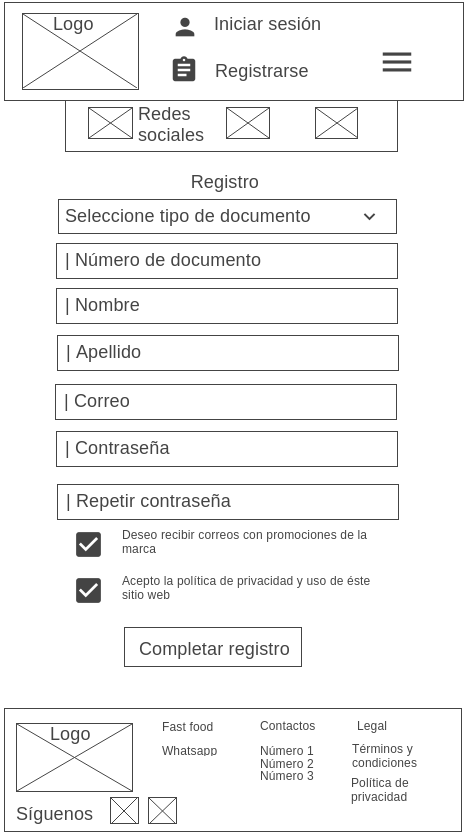 Logo
Iniciar sesión
Registrarse
Redes
sociales
Registro
Seleccione tipo de documento
| Número de documento
| Nombre
| Apellido
| Correo
| Contraseña
| Repetir contraseña
Deseo recibir correos con promociones de la
marca
Acepto la política de privacidad y uso de éste
sitio web
Completar registro
Logo
Síguenos
Fast food
Whatsapp
Contactos
Número 1
Número 2
Número 3
Legal
Términos y
condiciones
Política de
privacidad